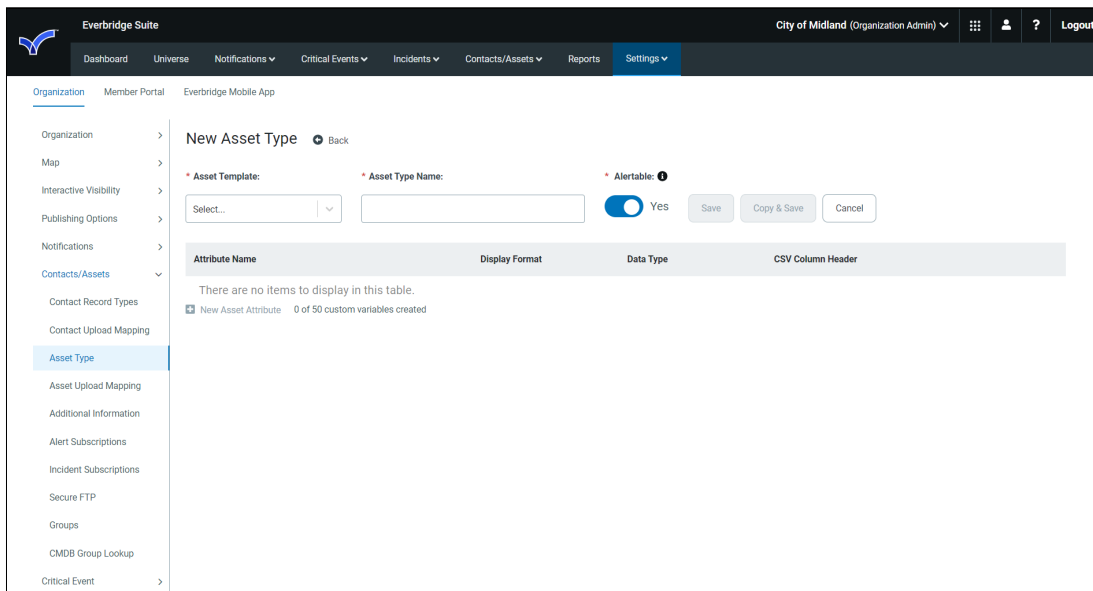 Everbridge Suite
City of Midland (Organization Admin)
?
Logout
Dashboard Universe Notifications Critical Events Incidents Contacts/Assets Reports Settings
Organization Member Portal Everbridge Mobile App
Organization
Map
Interactive Visibility
Publishing Options
Notifications
Contacts/Assets
Contact Record Types
Contact Upload Mapping
Asset Type
Asset Upload Mapping
Additional Information
Alert Subscriptions
Incident Subscriptions
Secure FTP
Groups
CMDB Group Lookup
Critical Event
New Asset Type Back
* Asset Template: * Asset Type Name: * Alertable:
Select... Yes Save Copy & Save Cancel
Attribute Name Display Format Data Type CSV Column Header
There are no items to display in this table.
New Asset Attribute 0 of 50 custom variables created